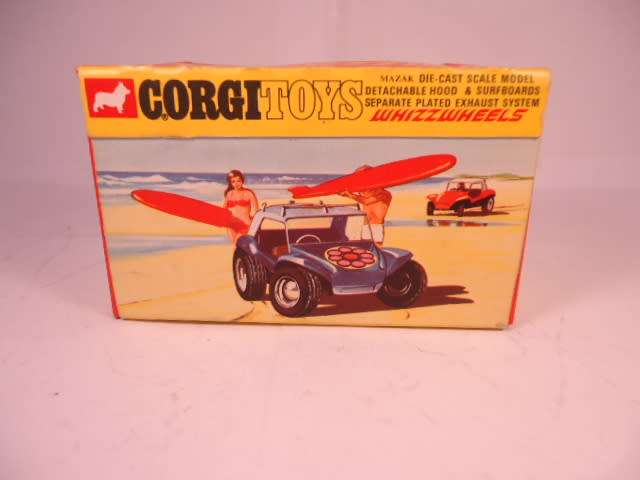 CORGI TOYS
MAZAK DIE-CAST SCALE MODEL
DETACHABLE HOOD & SURFBOARDS
SEPARATE PLATED EXHAUST SYSTEM
WHIZZWHEELS